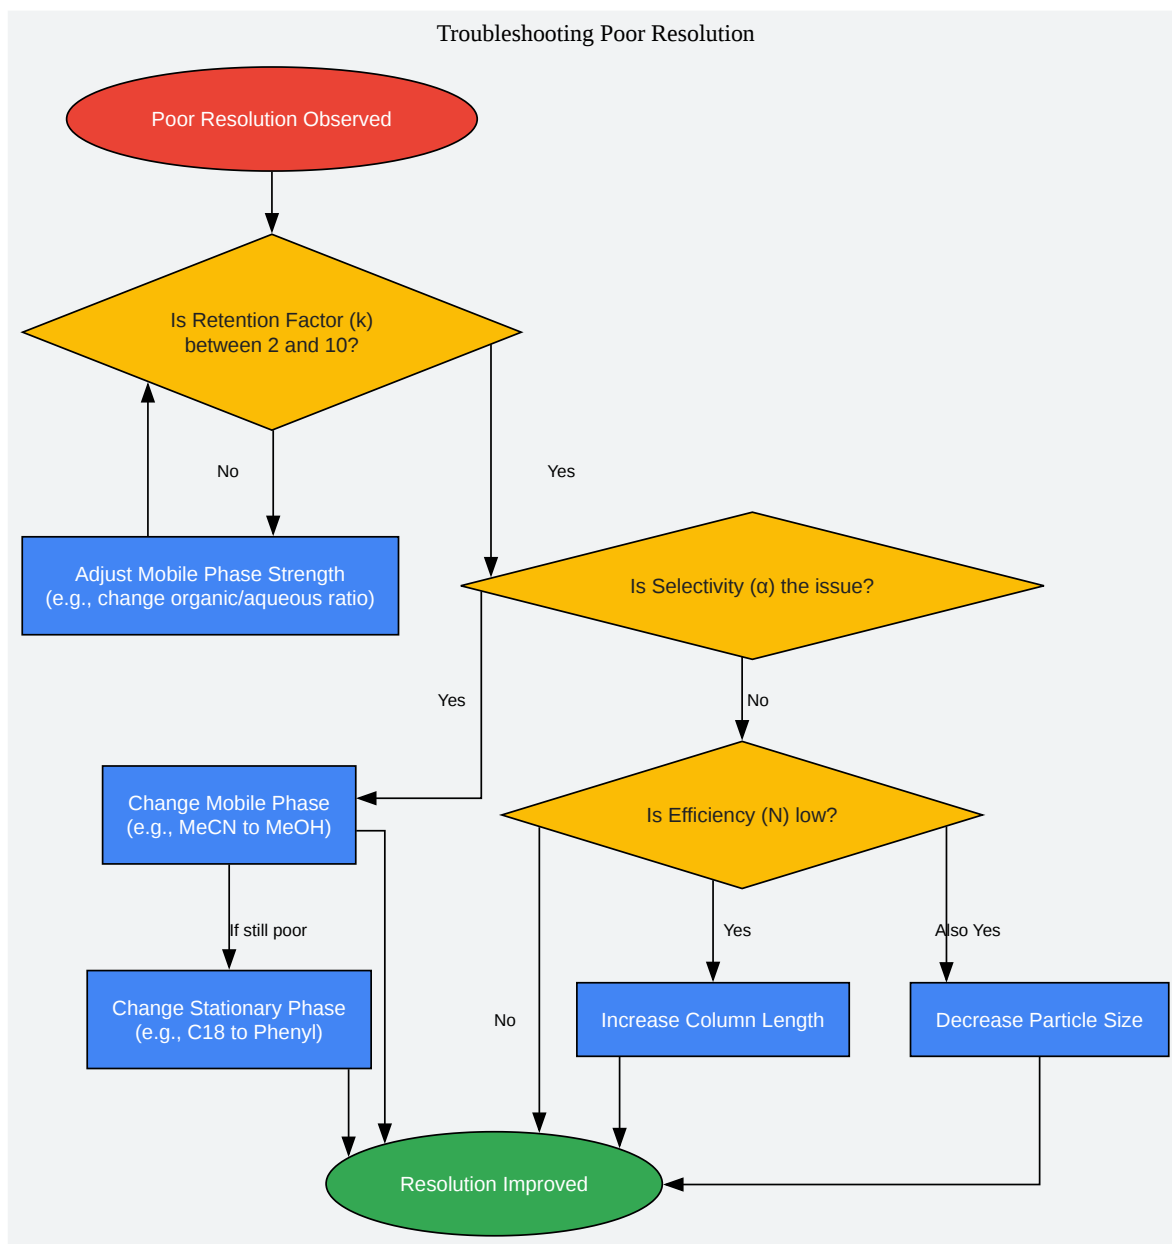 Troubleshooting Poor Resolution
Poor Resolution Observed
Is Retention Factor (k)
between 2 and 10?
No
Yes
Adjust Mobile Phase Strength
(e.g., change organic/aqueous ratio)
Is Selectivity (α) the issue?
Yes
No
Change Mobile Phase
(e.g., MeCN to MeOH)
Is Efficiency (N) low?
If still poor
Yes
Also Yes
Change Stationary Phase
(e.g., C18 to Phenyl)
No
Increase Column Length
Decrease Particle Size
Resolution Improved